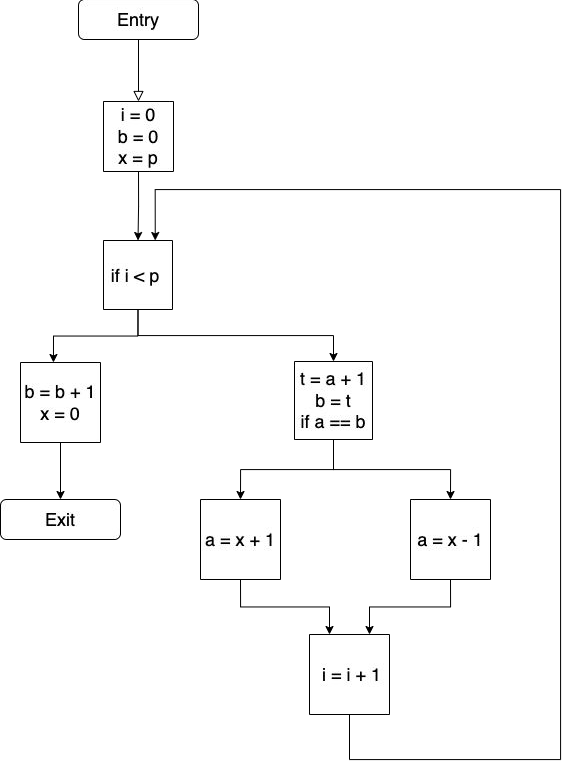 Entry
i = 0
b = 0
x = p
if i < p
b = b + 1
x = 0
t = a + 1
b = t
if a == b
Exit
a = x + 1
a = x - 1
i = i + 1